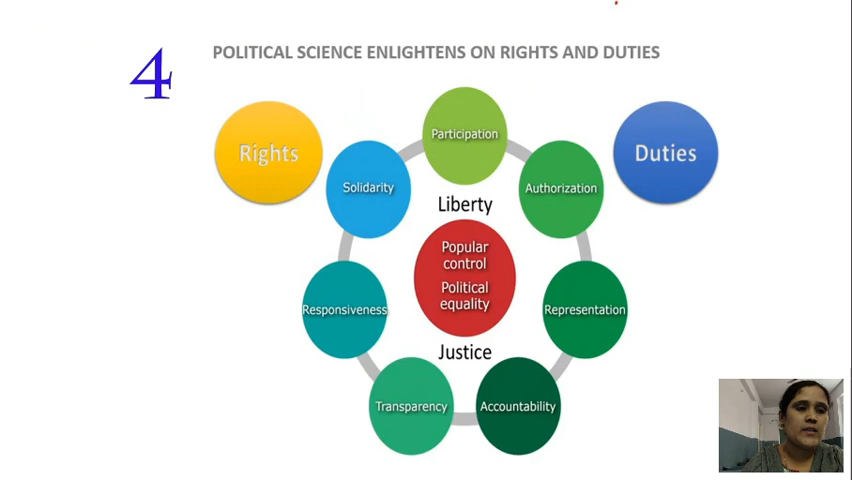 4
POLITICAL SCIENCE ENLIGHTENS ON RIGHTS AND DUTIES
Rights
Participation
Duties
Solidarity
Authorization
Liberty
Popular
control
Political
equality
Responsiveness
Representation
Justice
Transparency
Accountability